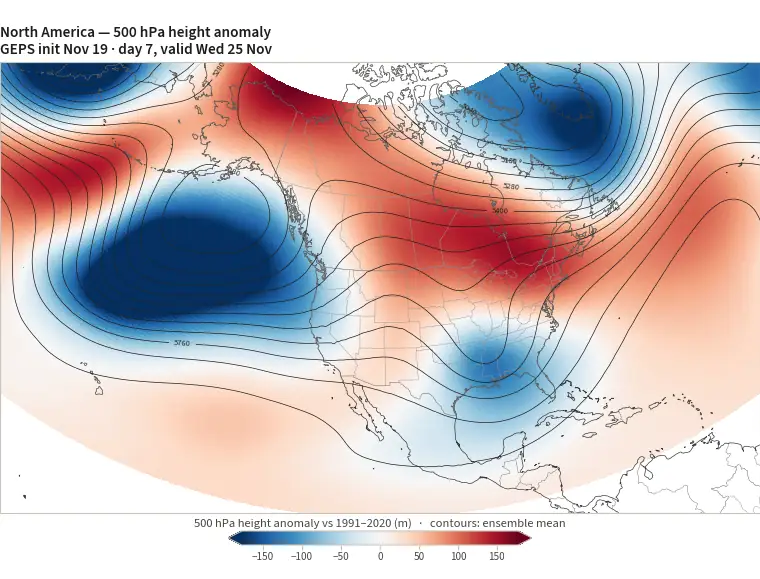 North America — 500 hPa height anomaly
GEPS init Nov 19 · day 7, valid Wed 25 Nov
5280
5400
5760
500 hPa height anomaly vs 1991–2020 (m) · contours: ensemble mean
−150 −100 −50 0 50 100 150